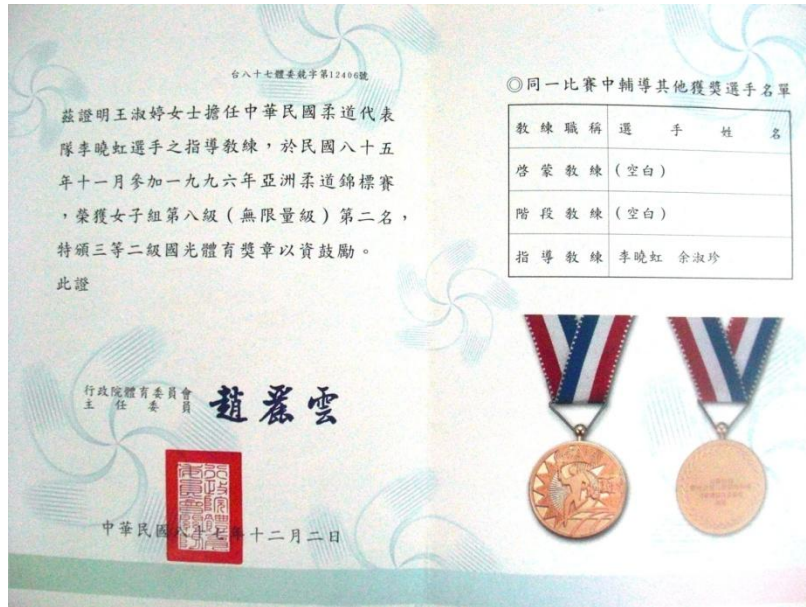 台八十七體委競字第12406號
茲證明王淑婷女士擔任中華民國柔道代表
隊李曉虹選手之指導教練，於民國八十五
年十一月參加一九九六年亞洲柔道錦標賽
，榮獲女子組第八級（無限量級）第二名，
特頒三等二級國光體育獎章以資鼓勵。
此證
行政院體育委員會
主任委員 趙麗雲
中華民國八十七年十二月二日
◎同一比賽中輔導其他獲獎選手名單
教練職稱 選手姓名
啓蒙教練 (空白)
階段教練 (空白)
指導教練 李曉虹 余淑珍